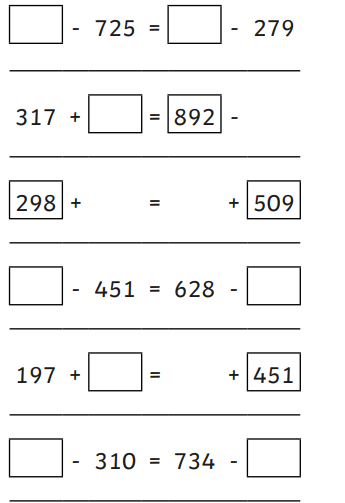 - 725 = - 279
317 + = 892 -
298 + = + 509
- 451 = 628 -
197 + = + 451
- 310 = 734 -